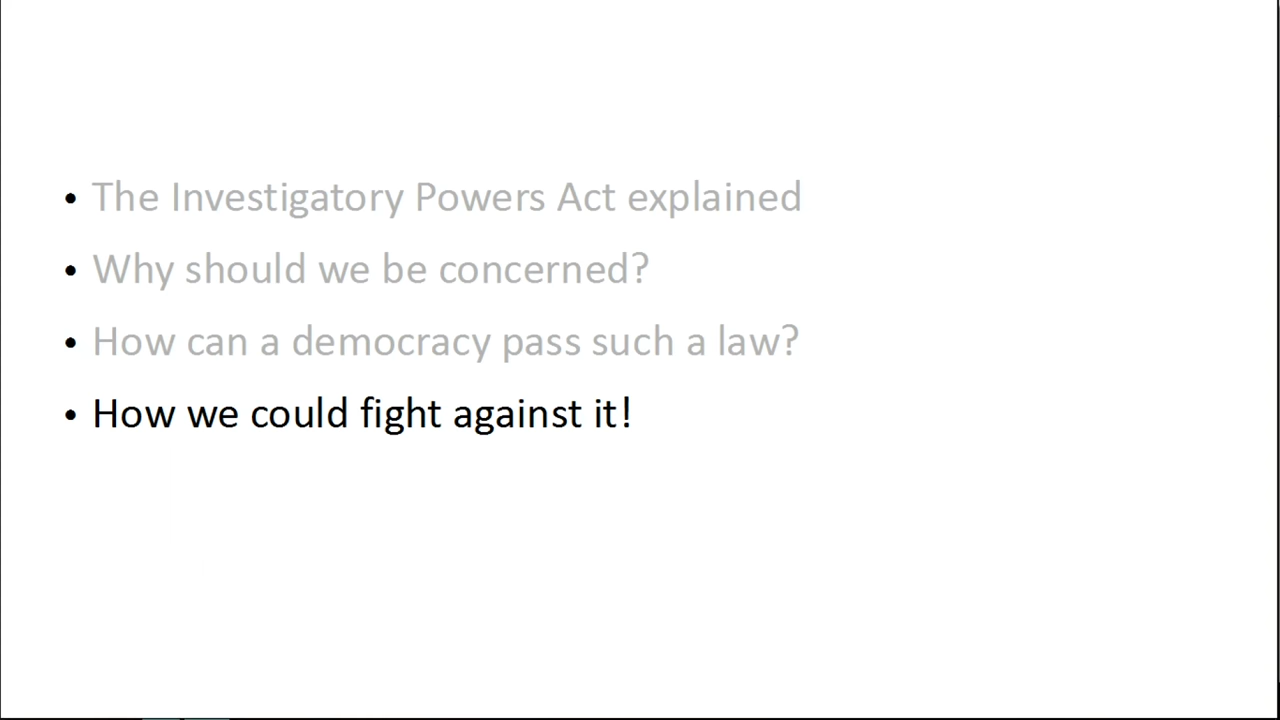 • The Investigatory Powers Act explained
• Why should we be concerned?
• How can a democracy pass such a law?
• How we could fight against it!